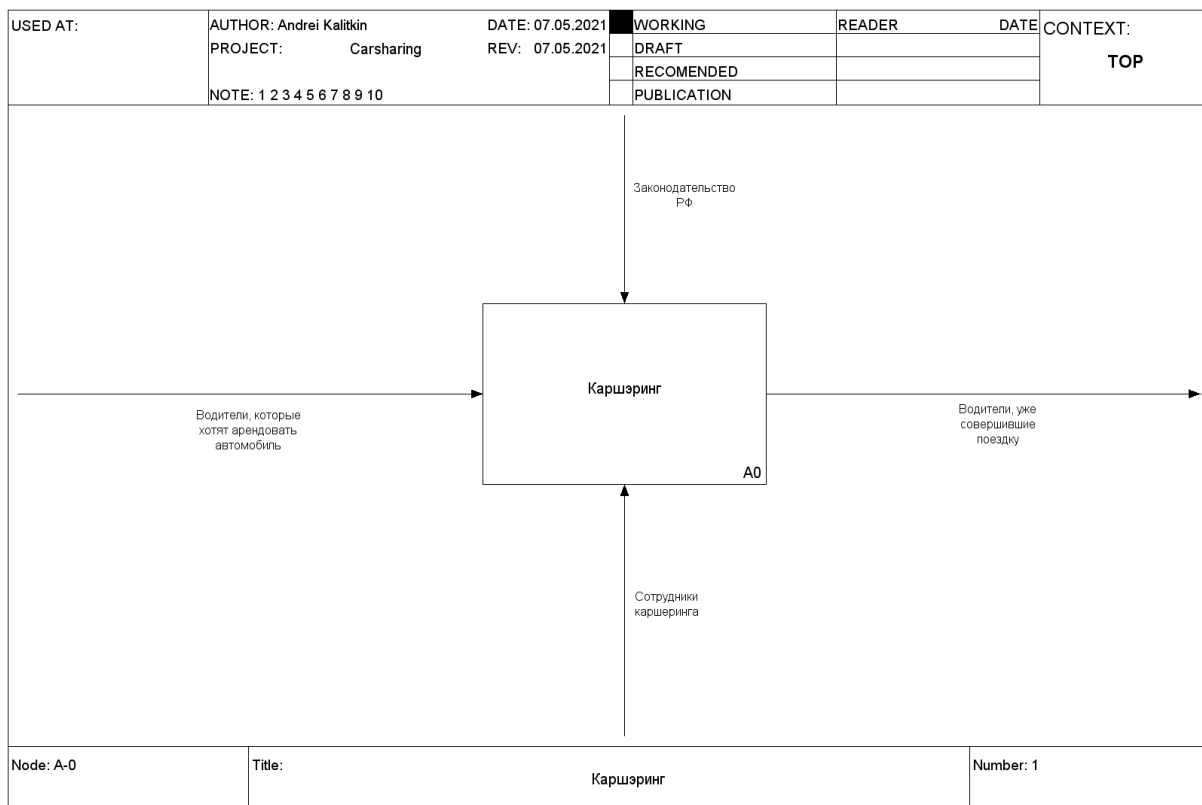 USED AT:
AUTHOR: Andrei Kalitkin
DATE: 07.05.2021
PROJECT: Carsharing
REV: 07.05.2021
NOTE: 1 2 3 4 5 6 7 8 9 10
WORKING
DRAFT
RECOMENDED
PUBLICATION
READER
DATE
CONTEXT:
TOP
Законодательство
РФ
Каршэринг
A0
Водители, которые
хотят арендовать
автомобиль
Водители, уже
совершившие
поездку
Сотрудники
каршеринга
Node: A-0
Title:
Каршэринг
Number: 1